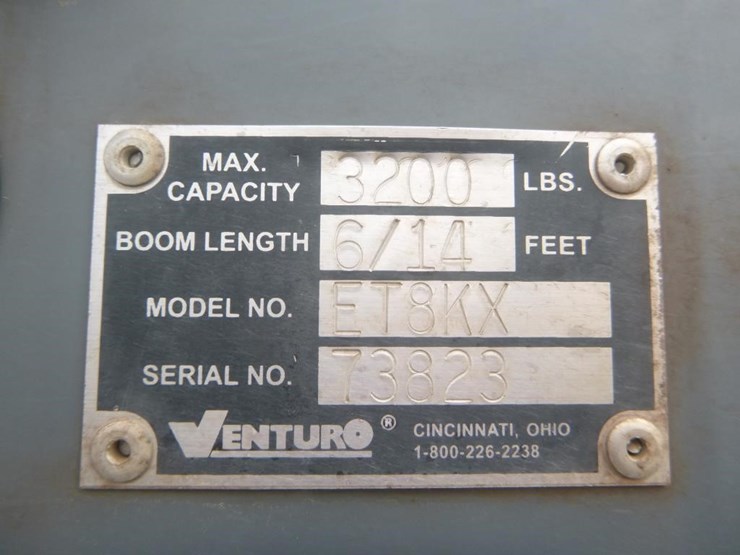 MAX. CAPACITY 3200 LBS.
BOOM LENGTH 6/14 FEET
MODEL NO. ET8KX
SERIAL NO. 73823
VENTURO® CINCINNATI, OHIO
1-800-226-2238